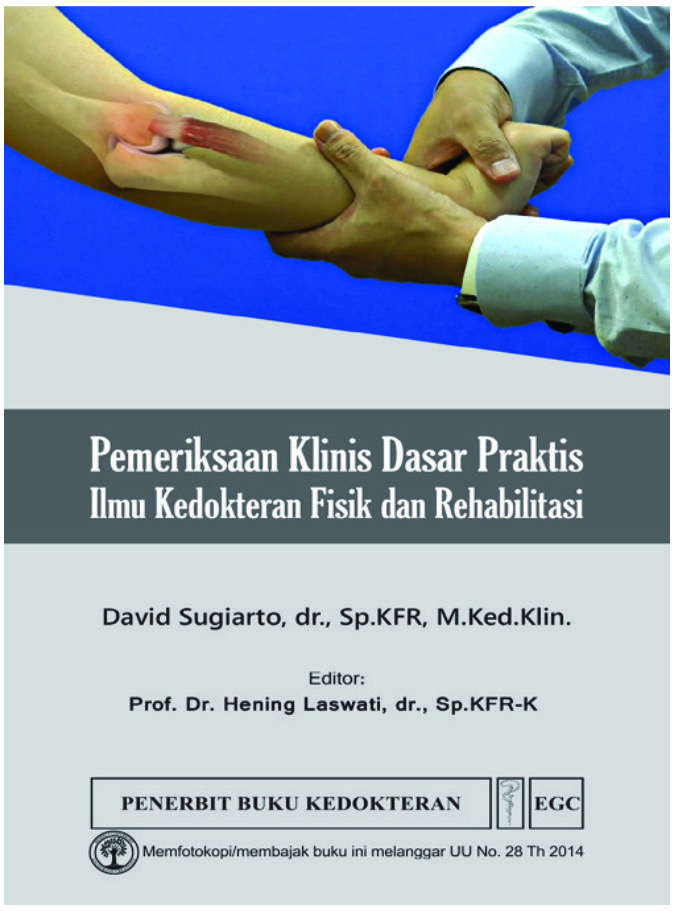 Pemeriksaan Klinis Dasar Praktis
Ilmu Kedokteran Fisik dan Rehabilitasi
David Sugiarto, dr., Sp.KFR, M.Ked.Klin.
Editor:
Prof. Dr. Hening Laswati, dr., Sp.KFR-K
PENERBIT BUKU KEDOKTERAN EGC
Memfotokopi/membajak buku ini melanggar UU No. 28 Th 2014